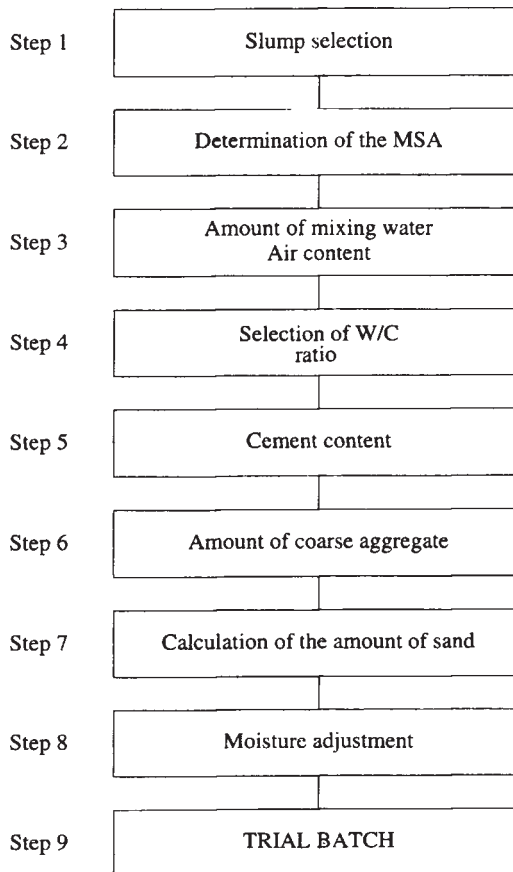 Step 1 Slump selection
Step 2 Determination of the MSA
Step 3 Amount of mixing water
Air content
Step 4 Selection of W/C
ratio
Step 5 Cement content
Step 6 Amount of coarse aggregate
Step 7 Calculation of the amount of sand
Step 8 Moisture adjustment
Step 9 TRIAL BATCH